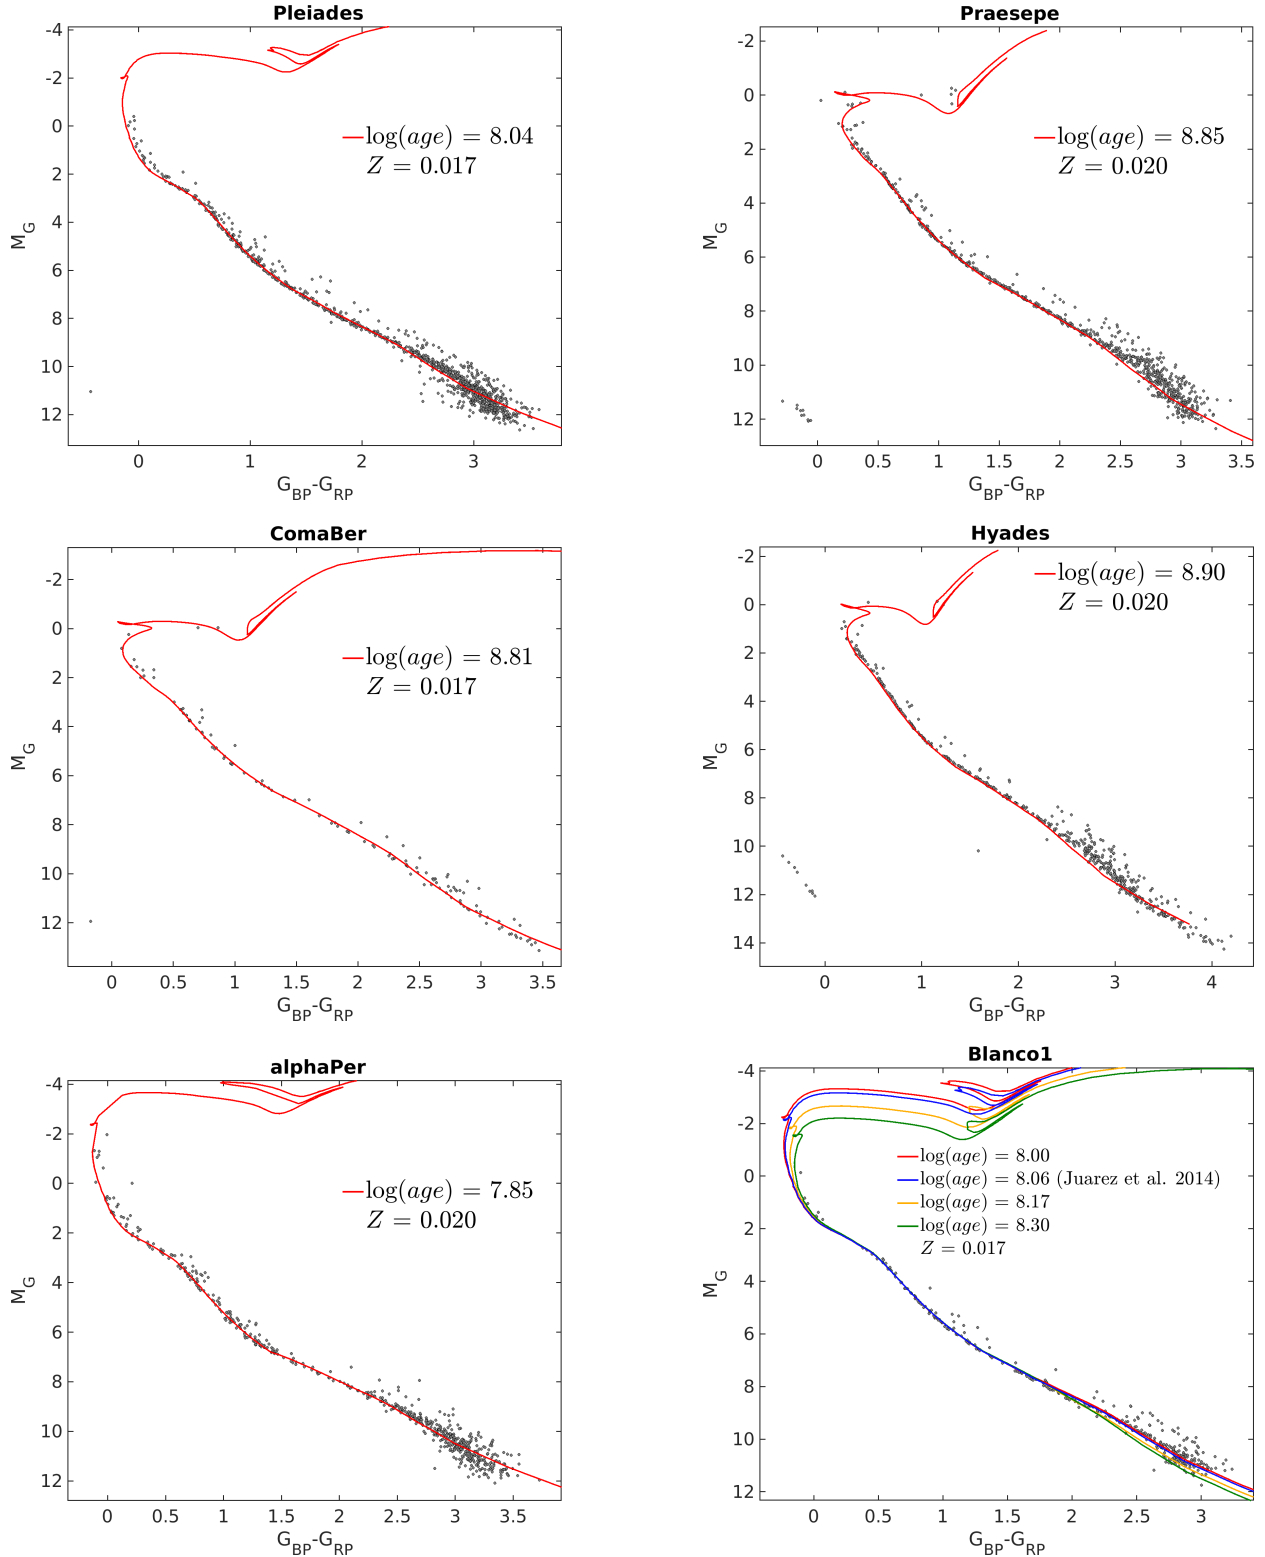 Pleiades
-4
-2
0
2
4
6
8
10
12
M_G
log(age) = 8.04
Z = 0.017
0 1 2 3
G_BP-G_RP
Praesepe
-2
0
2
4
6
8
10
12
M_G
log(age) = 8.85
Z = 0.020
0 0.5 1 1.5 2 2.5 3 3.5
G_BP-G_RP
ComaBer
-2
0
2
4
6
8
10
12
M_G
log(age) = 8.81
Z = 0.017
0 0.5 1 1.5 2 2.5 3 3.5
G_BP-G_RP
Hyades
-2
0
2
4
6
8
10
12
14
M_G
log(age) = 8.90
Z = 0.020
0 1 2 3 4
G_BP-G_RP
alphaPer
-4
-2
0
2
4
6
8
10
12
M_G
log(age) = 7.85
Z = 0.020
0 0.5 1 1.5 2 2.5 3 3.5
G_BP-G_RP
Blanco1
-4
-2
0
2
4
6
8
10
12
M_G
log(age) = 8.00
log(age) = 8.06 (Juarez et al. 2014)
log(age) = 8.17
log(age) = 8.30
Z = 0.017
0 0.5 1 1.5 2 2.5 3
G_BP-G_RP